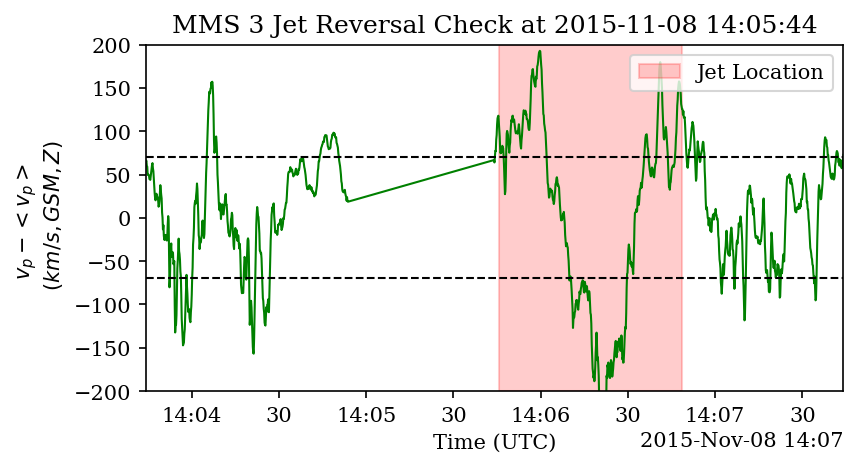 MMS 3 Jet Reversal Check at 2015-11-08 14:05:44
Jet Location
v_p − < v_p >
(km/s, GSM, Z)
200
150
100
50
0
−50
−100
−150
−200
14:04 30 14:05 30 14:06 30 14:07 30
Time (UTC) 2015-Nov-08 14:07